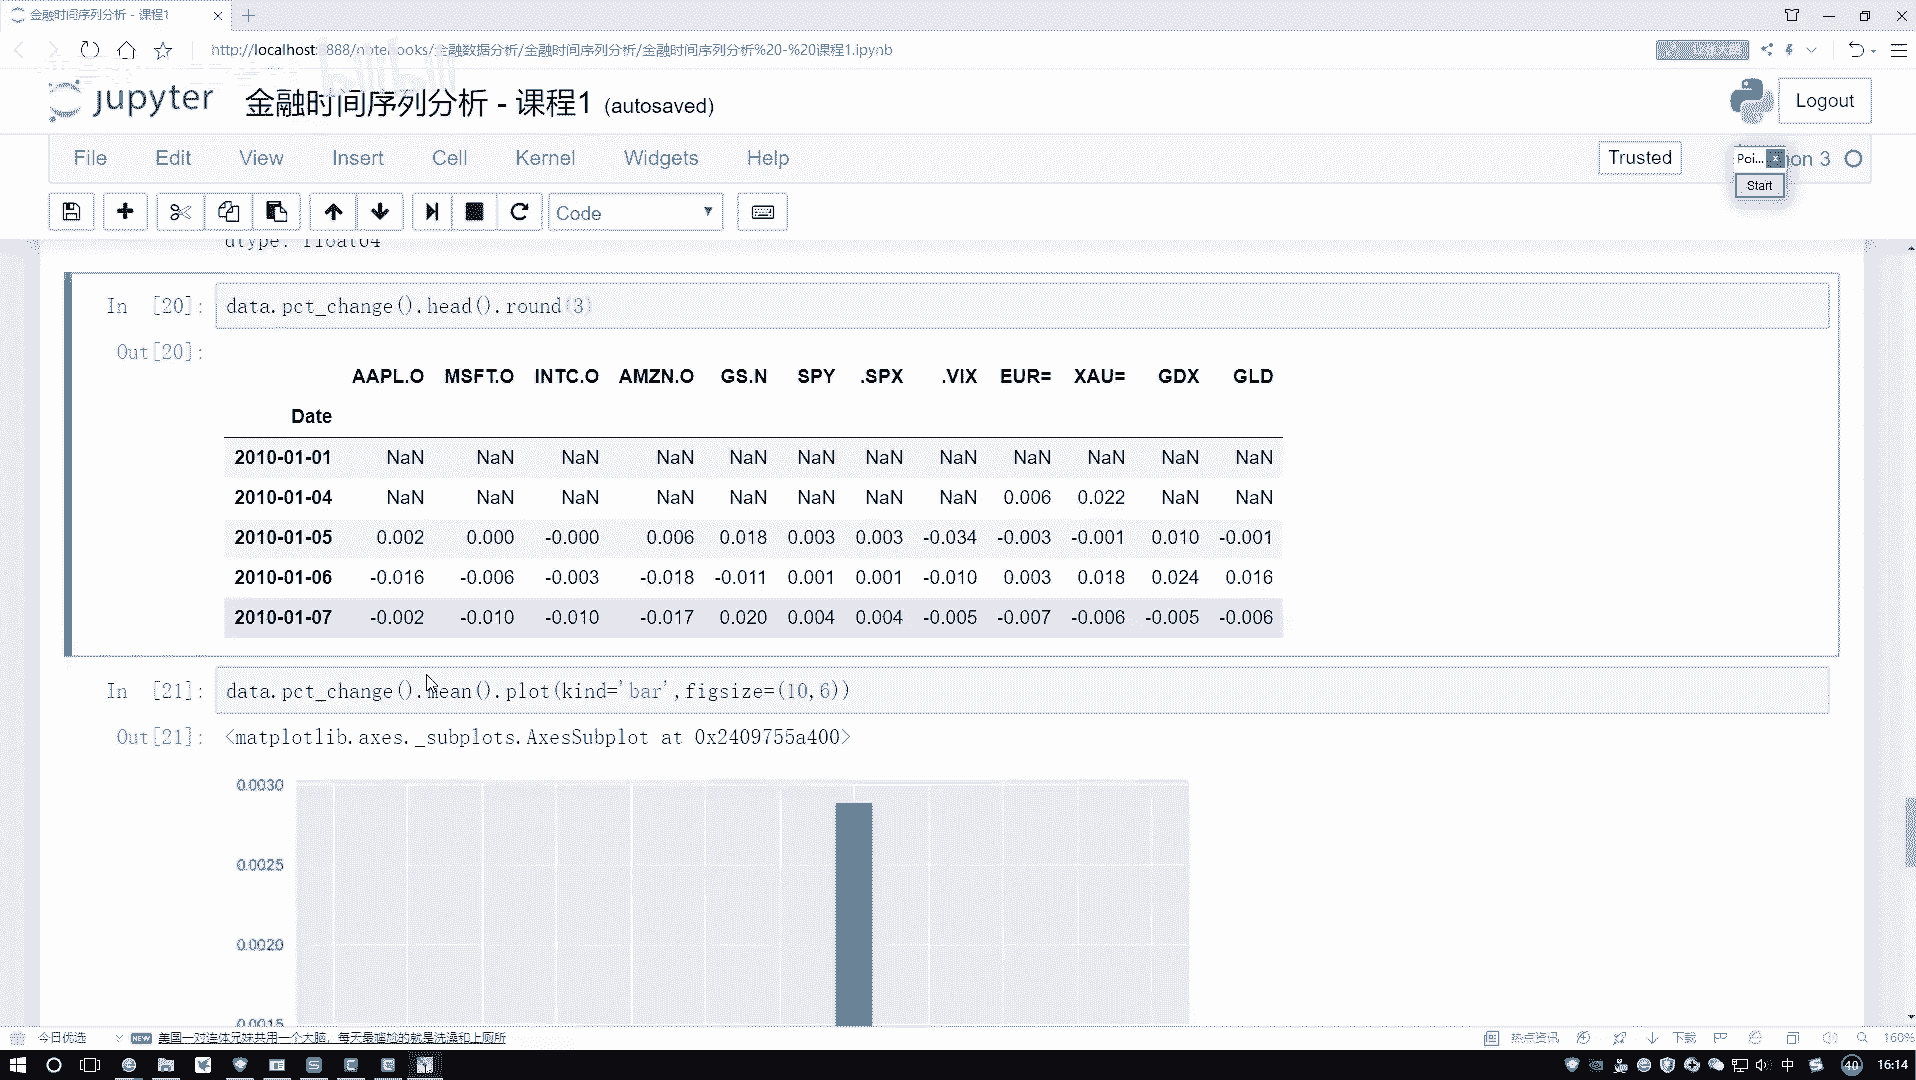 金融时间序列分析 - 课程1
http://localhost:8888/notebooks/金融数据分析/金融时间序列分析/金融时间序列分析%20-%20课程1.ipynb
jupyter 金融时间序列分析 - 课程1 (autosaved)
Logout
File Edit View Insert Cell Kernel Widgets Help
Trusted
Poi...
Start
Code
dtype: float64
In [20]: data.pct_change().head().round(3)
Out[20]:
AAPL.O MSFT.O INTC.O AMZN.O GS.N SPY .SPX .VIX EUR= XAU= GDX GLD
Date
2010-01-01 NaN NaN NaN NaN NaN NaN NaN NaN NaN NaN NaN NaN
2010-01-04 NaN NaN NaN NaN NaN NaN NaN NaN 0.006 0.022 NaN NaN
2010-01-05 0.002 0.000 -0.000 0.006 0.018 0.003 0.003 -0.034 -0.003 -0.001 0.010 -0.001
2010-01-06 -0.016 -0.006 -0.003 -0.018 -0.011 0.001 0.001 -0.010 0.003 0.018 0.024 0.016
2010-01-07 -0.002 -0.010 -0.010 -0.017 0.020 0.004 0.004 -0.005 -0.007 -0.006 -0.005 -0.006
In [21]: data.pct_change().mean().plot(kind='bar',figsize=(10,6))
Out[21]: <matplotlib.axes._subplots.AxesSubplot at 0x2409755a400>
0.0030
0.0025
0.0020
0.0015
今日优选 NEW 美国一对连体兄妹共用一个大脑，每天最尴尬的就是洗澡和上厕所
热点资讯 下载 160%
中 40 16:14